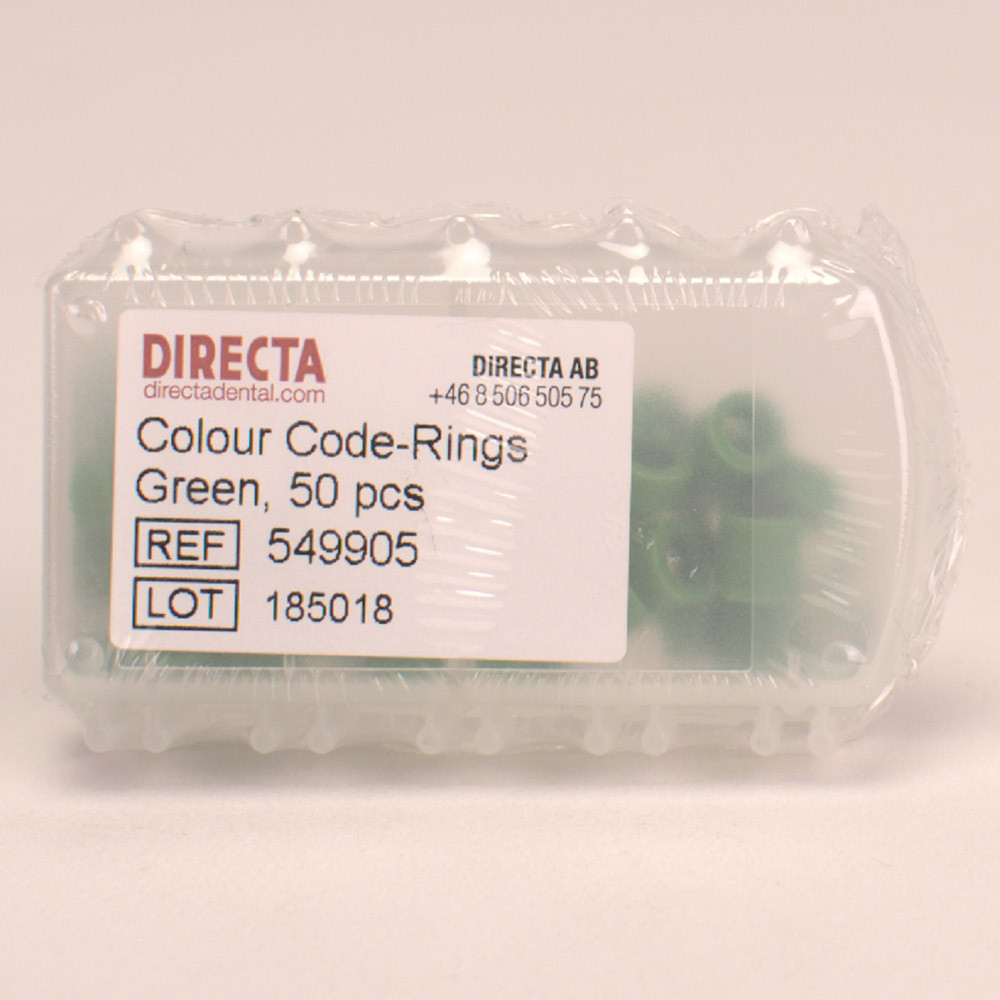 DIRECTA
directadental.com
DiRECTA AB
+46 8 506 505 75
Colour Code-Rings
Green, 50 pcs
REF 549905
LOT 185018